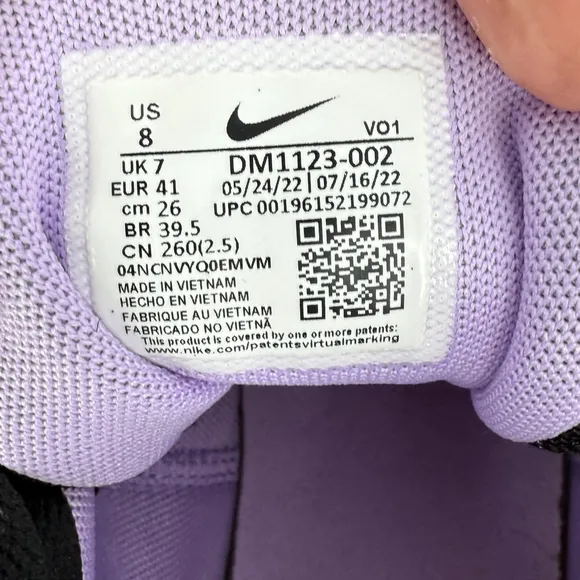 US
8
VO1
UK 7
DM1123-002
EUR 41
05/24/22 | 07/16/22
cm 26
UPC 00196152199072
BR 39.5
CN 260(2.5)
04NCNVYQ0EMVM
MADE IN VIETNAM
HECHO EN VIETNAM
FABRIQUE AU VIETNAM
FABRICADO NO VIETNÃ
This product is covered by one or more patents:
www.nike.com/patentsvirtualmarking